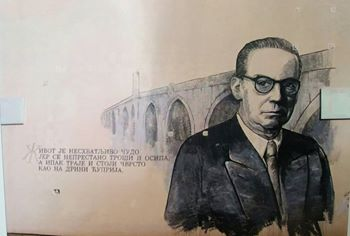 ЖИВОТ ЈЕ НЕСХВАТЉИВО ЧУДО
ЈЕР СЕ НЕПРЕСТАНО ТРОШИ И ОСИПА,
А ИПАК ТРАЈЕ И СТОЈИ ЧВРСТО
КАО НА ДРИНИ ЋУПРИЈА.